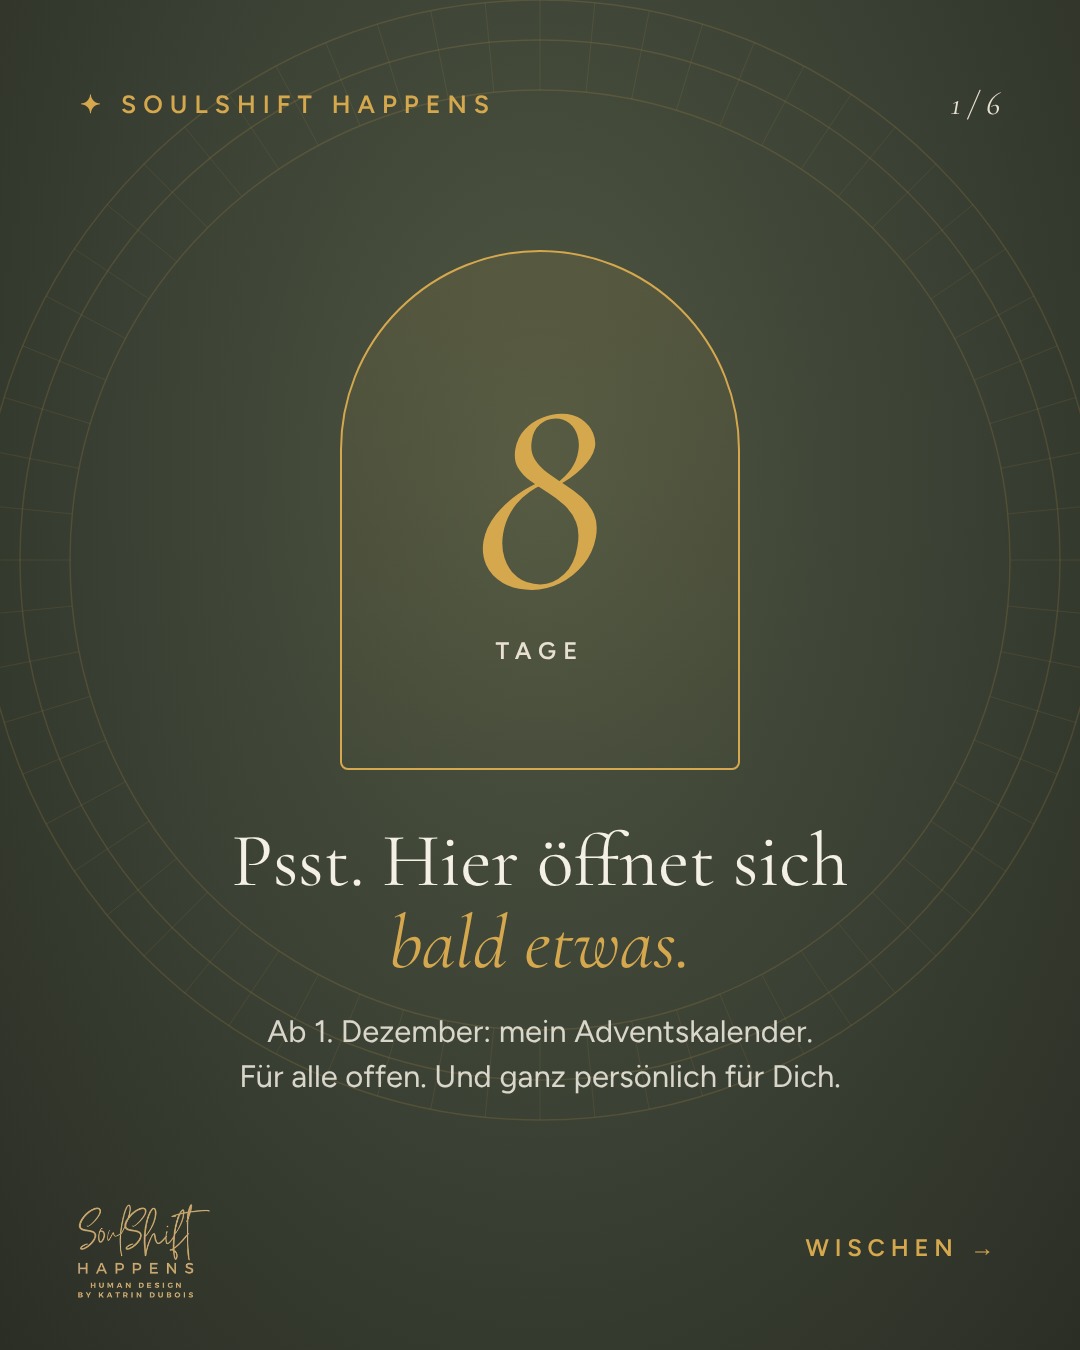 ✦ SOULSHIFT HAPPENS
1/6
8
TAGE
Psst. Hier öffnet sich
bald etwas.
Ab 1. Dezember: mein Adventskalender.
Für alle offen. Und ganz persönlich für Dich.
SoulShift
HAPPENS
HUMAN DESIGN
BY KATRIN DUBOIS
WISCHEN →